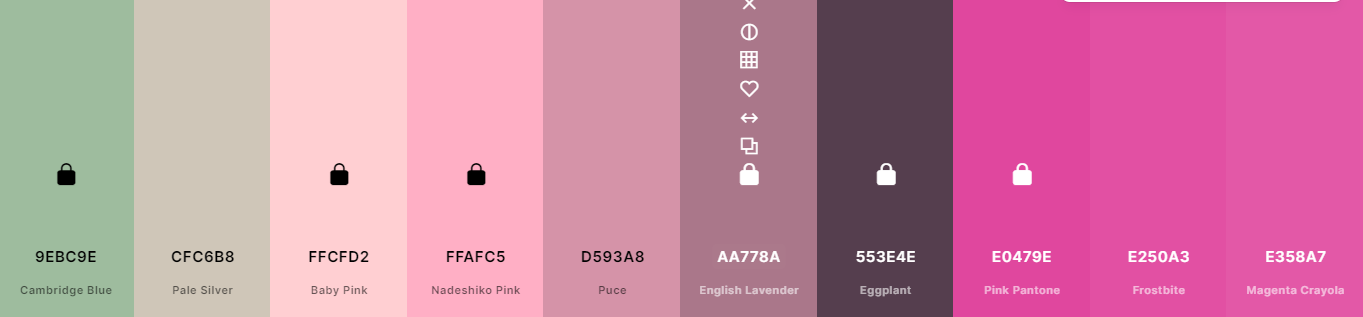 9EBC9E
CFC6B8
FFCFD2
FFAFC5
D593A8
AA778A
553E4E
E0479E
E250A3
E358A7
Cambridge Blue
Pale Silver
Baby Pink
Nadeshiko Pink
Puce
English Lavender
Eggplant
Pink Pantone
Frostbite
Magenta Crayola